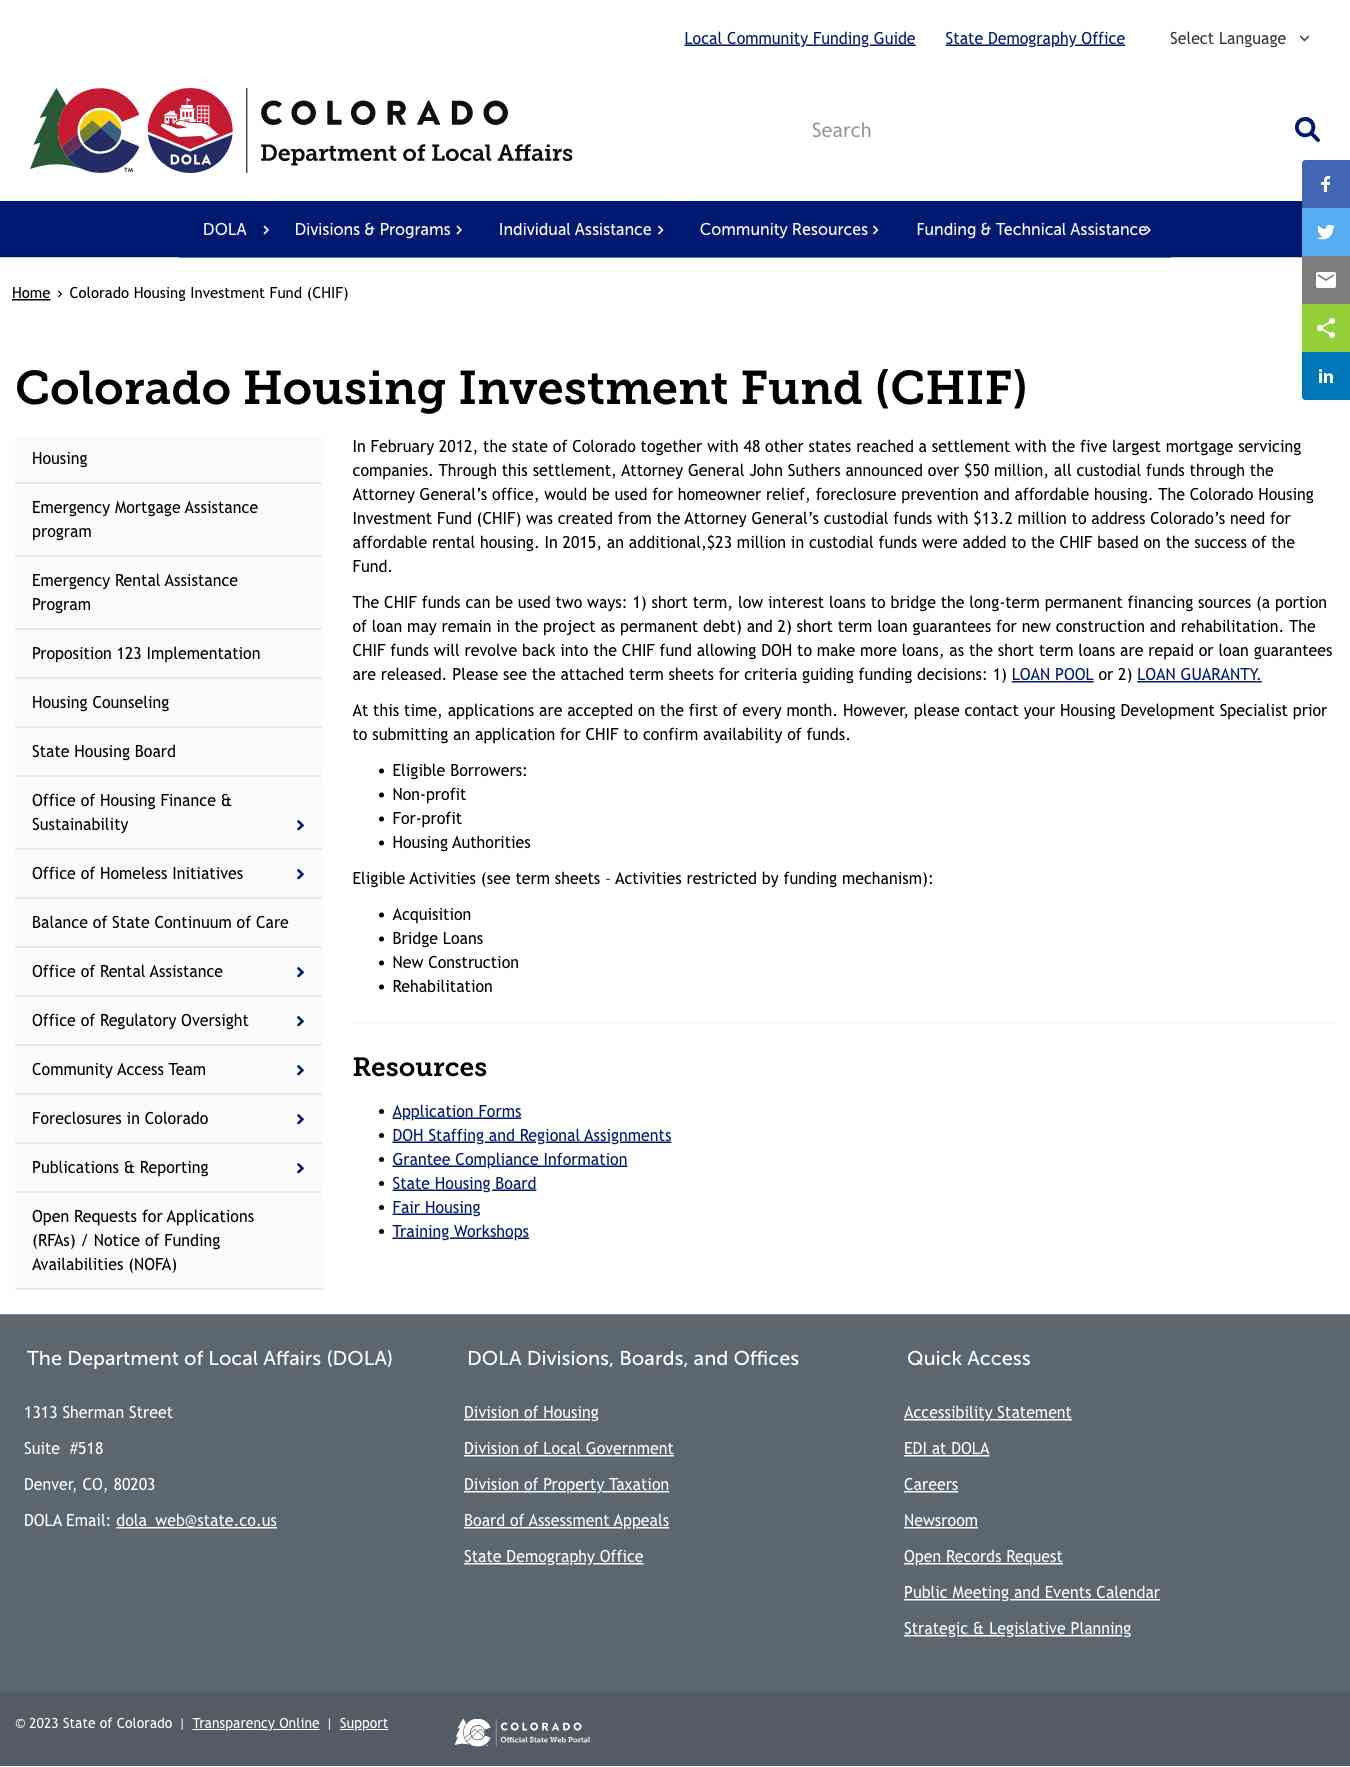 Local Community Funding Guide State Demography Office Select Language
COLORADO
Department of Local Affairs
DOLA
TM
Search
DOLA Divisions & Programs Individual Assistance Community Resources Funding & Technical Assistance
Home › Colorado Housing Investment Fund (CHIF)
Colorado Housing Investment Fund (CHIF)
Housing
Emergency Mortgage Assistance
program
Emergency Rental Assistance
Program
Proposition 123 Implementation
Housing Counseling
State Housing Board
Office of Housing Finance &
Sustainability
Office of Homeless Initiatives
Balance of State Continuum of Care
Office of Rental Assistance
Office of Regulatory Oversight
Community Access Team
Foreclosures in Colorado
Publications & Reporting
Open Requests for Applications
(RFAs) / Notice of Funding
Availabilities (NOFA)
In February 2012, the state of Colorado together with 48 other states reached a settlement with the five largest mortgage servicing
companies. Through this settlement, Attorney General John Suthers announced over $50 million, all custodial funds through the
Attorney General’s office, would be used for homeowner relief, foreclosure prevention and affordable housing. The Colorado Housing
Investment Fund (CHIF) was created from the Attorney General’s custodial funds with $13.2 million to address Colorado’s need for
affordable rental housing. In 2015, an additional,$23 million in custodial funds were added to the CHIF based on the success of the
Fund.
The CHIF funds can be used two ways: 1) short term, low interest loans to bridge the long-term permanent financing sources (a portion
of loan may remain in the project as permanent debt) and 2) short term loan guarantees for new construction and rehabilitation. The
CHIF funds will revolve back into the CHIF fund allowing DOH to make more loans, as the short term loans are repaid or loan guarantees
are released. Please see the attached term sheets for criteria guiding funding decisions: 1) LOAN POOL or 2) LOAN GUARANTY.
At this time, applications are accepted on the first of every month. However, please contact your Housing Development Specialist prior
to submitting an application for CHIF to confirm availability of funds.
• Eligible Borrowers:
• Non-profit
• For-profit
• Housing Authorities
Eligible Activities (see term sheets - Activities restricted by funding mechanism):
• Acquisition
• Bridge Loans
• New Construction
• Rehabilitation
Resources
• Application Forms
• DOH Staffing and Regional Assignments
• Grantee Compliance Information
• State Housing Board
• Fair Housing
• Training Workshops
The Department of Local Affairs (DOLA)
1313 Sherman Street
Suite #518
Denver, CO, 80203
DOLA Email: dola_web@state.co.us
DOLA Divisions, Boards, and Offices
Division of Housing
Division of Local Government
Division of Property Taxation
Board of Assessment Appeals
State Demography Office
Quick Access
Accessibility Statement
EDI at DOLA
Careers
Newsroom
Open Records Request
Public Meeting and Events Calendar
Strategic & Legislative Planning
© 2023 State of Colorado | Transparency Online | Support
COLORADO
Official State Web Portal